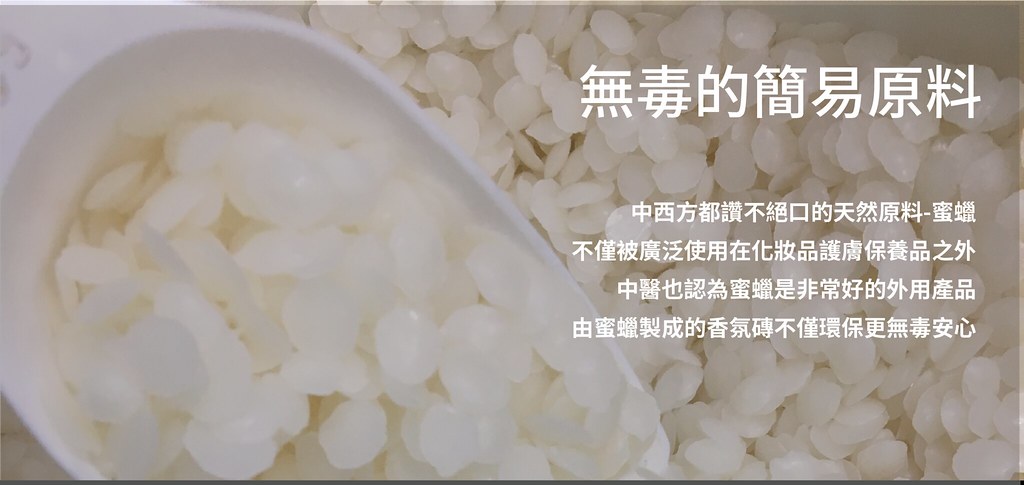 無毒的簡易原料
中西方都讚不絕口的天然原料-蜜蠟
不僅被廣泛使用在化妝品護膚保養品之外
中醫也認為蜜蠟是非常好的外用產品
由蜜蠟製成的香氛磚不僅環保更無毒安心